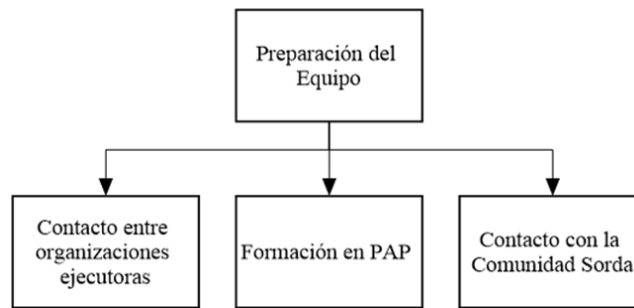 Preparación del
Equipo
Contacto entre
organizaciones
ejecutoras
Formación en PAP
Contacto con la
Comunidad Sorda